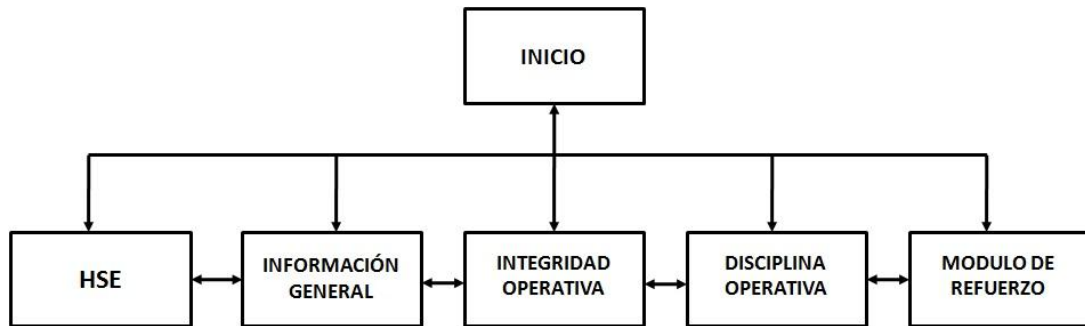 INICIO
HSE
INFORMACIÓN
GENERAL
INTEGRIDAD
OPERATIVA
DISCIPLINA
OPERATIVA
MODULO DE
REFUERZO